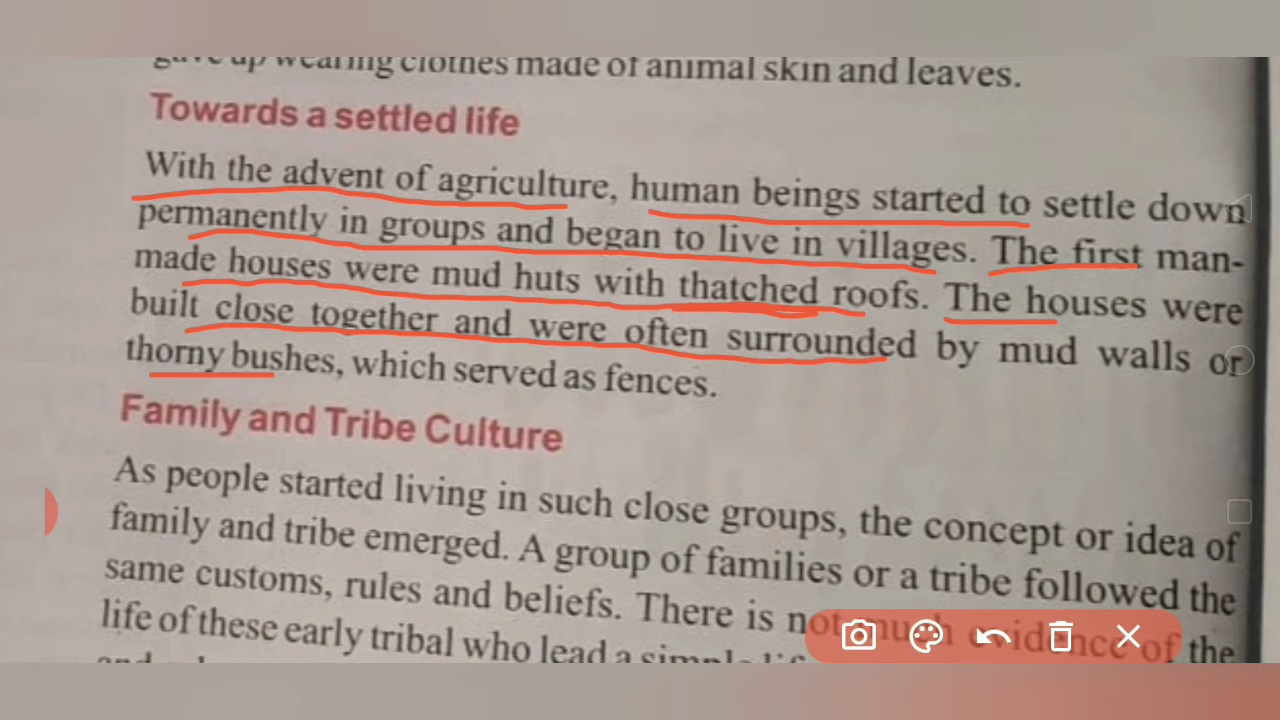 gave up wearing clothes made of animal skin and leaves.
Towards a settled life
With the advent of agriculture, human beings started to settle down
permanently in groups and began to live in villages. The first man-
made houses were mud huts with thatched roofs. The houses were
built close together and were often surrounded by mud walls or
thorny bushes, which served as fences.
Family and Tribe Culture
As people started living in such close groups, the concept or idea of
family and tribe emerged. A group of families or a tribe followed the
same customs, rules and beliefs. There is not much evidence of the
life of these early tribal who lead a simple